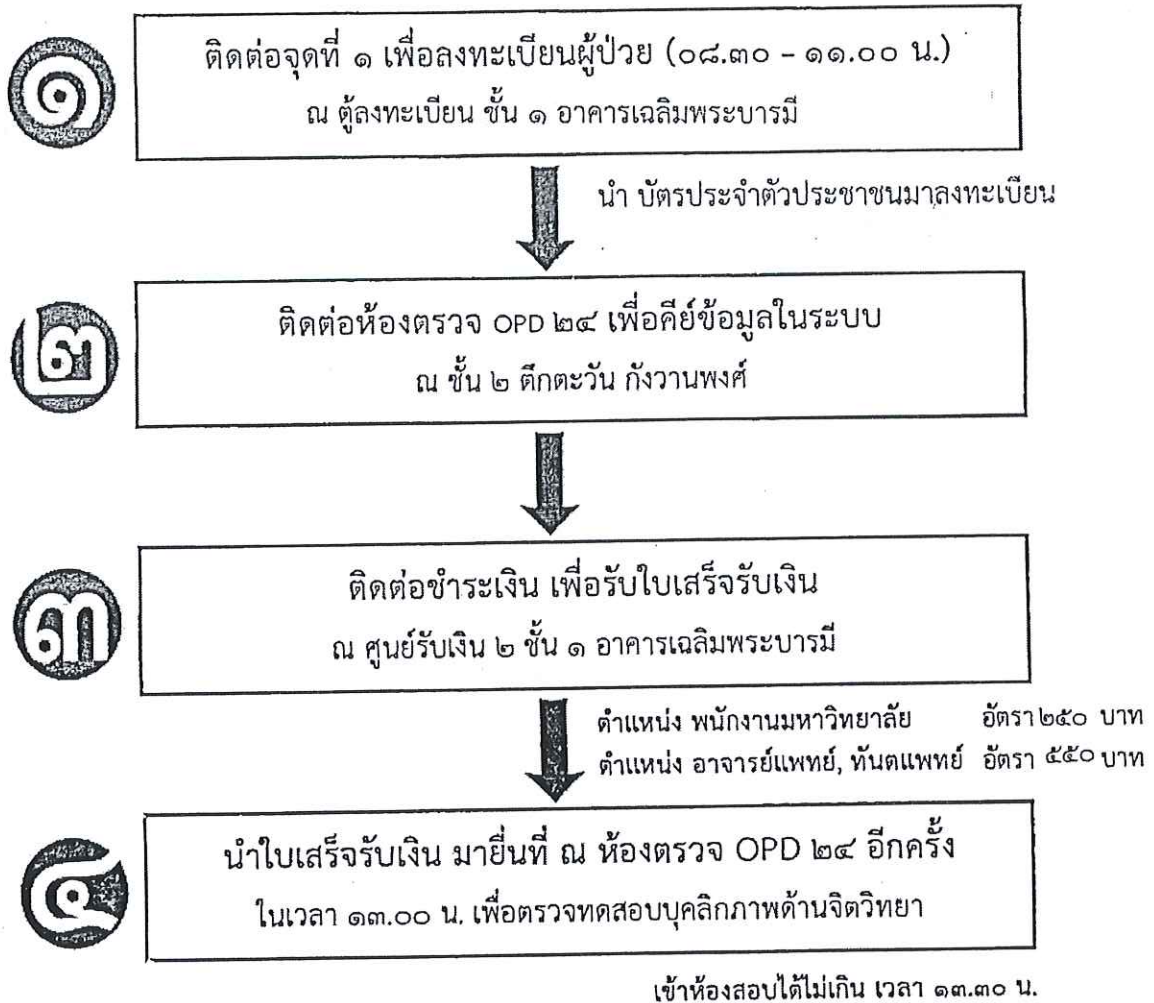 ๑
ติดต่อจุดที่ ๑ เพื่อลงทะเบียนผู้ป่วย (๐๘.๓๐ - ๑๑.๐๐ น.)
ณ ตู้ลงทะเบียน ชั้น ๑ อาคารเฉลิมพระบารมี
นำ บัตรประจำตัวประชาชนมาลงทะเบียน
๒
ติดต่อห้องตรวจ OPD ๒๔ เพื่อคีย์ข้อมูลในระบบ
ณ ชั้น ๒ ตึกตะวัน กังวานพงศ์
๓
ติดต่อชำระเงิน เพื่อรับใบเสร็จรับเงิน
ณ ศูนย์รับเงิน ๒ ชั้น ๑ อาคารเฉลิมพระบารมี
ตำแหน่ง พนักงานมหาวิทยาลัย อัตรา ๒๕๐ บาท
ตำแหน่ง อาจารย์แพทย์, ทันตแพทย์ อัตรา ๕๕๐ บาท
๔
นำใบเสร็จรับเงิน มายื่นที่ ณ ห้องตรวจ OPD ๒๔ อีกครั้ง
ในเวลา ๑๓.๐๐ น. เพื่อตรวจทดสอบบุคลิกภาพด้านจิตวิทยา
เข้าห้องสอบได้ไม่เกิน เวลา ๑๓.๓๐ น.